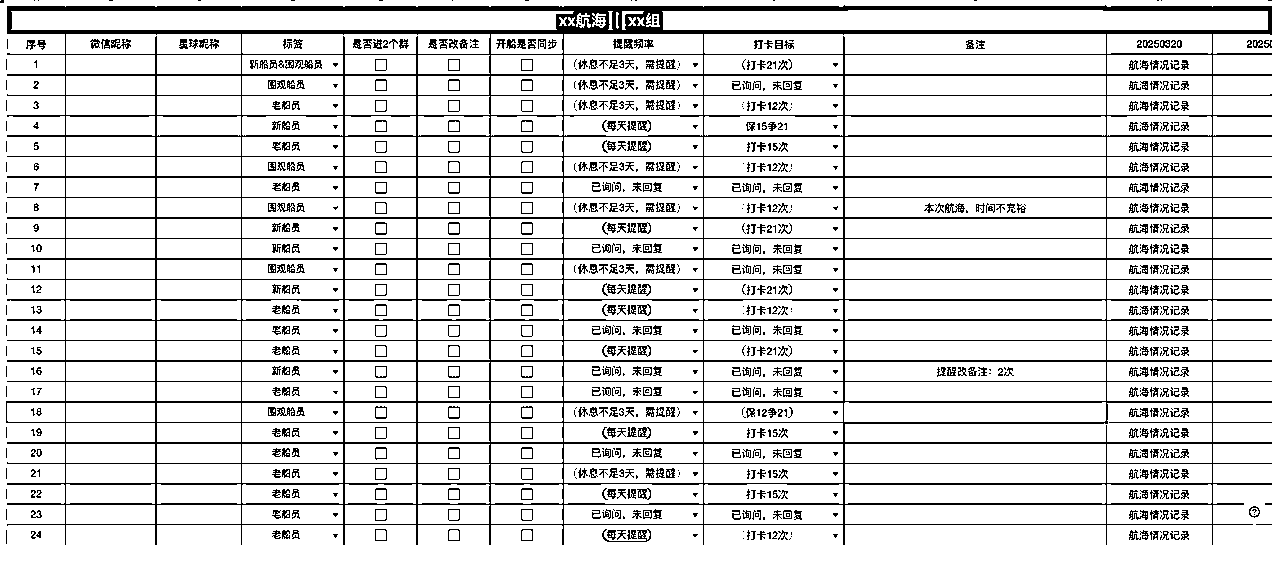 xx航海 || xx组
序号 微信昵称 星球昵称 标签 是否进2个群 是否改备注 开船是否同步 提醒频率 打卡目标 备注 20250320
1 新船员&围观船员 (休息不足3天，需提醒) (打卡21次) 航海情况记录
2 围观船员 (休息不足3天，需提醒) 已询问，未回复 航海情况记录
3 老船员 (休息不足3天，需提醒) (打卡12次) 航海情况记录
4 新船员 (每天提醒) 保15争21 航海情况记录
5 老船员 (每天提醒) 打卡15次 航海情况记录
6 围观船员 (休息不足3天，需提醒) (打卡12次) 航海情况记录
7 老船员 已询问，未回复 已询问，未回复 航海情况记录
8 围观船员 (休息不足3天，需提醒) (打卡12次) 本次航海，时间不充裕 航海情况记录
9 新船员 (每天提醒) (打卡21次) 航海情况记录
10 新船员 已询问，未回复 已询问，未回复 航海情况记录
11 围观船员 (休息不足3天，需提醒) 已询问，未回复 航海情况记录
12 新船员 (每天提醒) (打卡21次) 航海情况记录
13 老船员 (每天提醒) (打卡12次) 航海情况记录
14 老船员 已询问，未回复 已询问，未回复 航海情况记录
15 老船员 (每天提醒) (打卡21次) 航海情况记录
16 新船员 已询问，未回复 已询问，未回复 提醒改备注：2次 航海情况记录
17 老船员 已询问，未回复 已询问，未回复 航海情况记录
18 围观船员 (休息不足3天，需提醒) (保12争21) 航海情况记录
19 老船员 (每天提醒) 打卡15次 航海情况记录
20 老船员 已询问，未回复 已询问，未回复 航海情况记录
21 老船员 (休息不足3天，需提醒) 打卡15次 航海情况记录
22 老船员 (每天提醒) 打卡15次 航海情况记录
23 老船员 已询问，未回复 已询问，未回复 航海情况记录
24 老船员 (每天提醒) (打卡12次) 航海情况记录